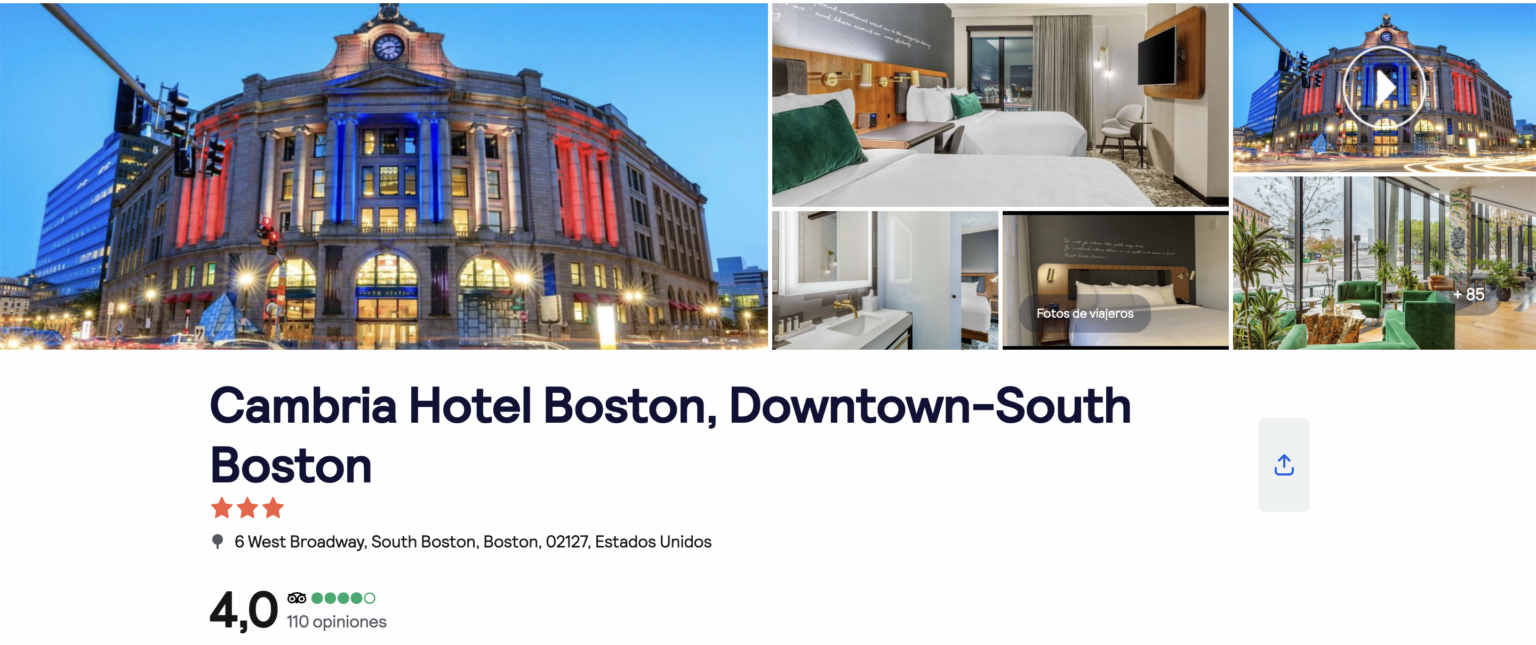 SOUTH STATION
Fotos de viajeros
+ 85
Cambria Hotel Boston, Downtown-South
Boston
6 West Broadway, South Boston, Boston, 02127, Estados Unidos
4,0
110 opiniones